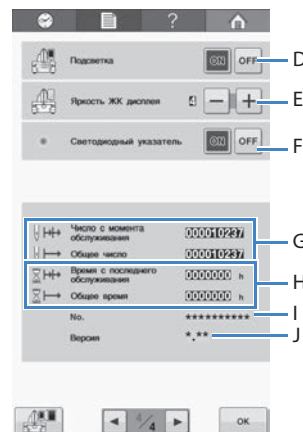 ?
Подсветка ON OFF D
Яркость ЖК дисплея 4 − + E
Светодиодный указатель ON OFF F
Число с момента
обслуживания 000010237
Общее число 000010237
G
Время с последнего
обслуживания 0000000 h
Общее время 0000000 h
H
No. ********** I
Версия *.** J
4/4 OK